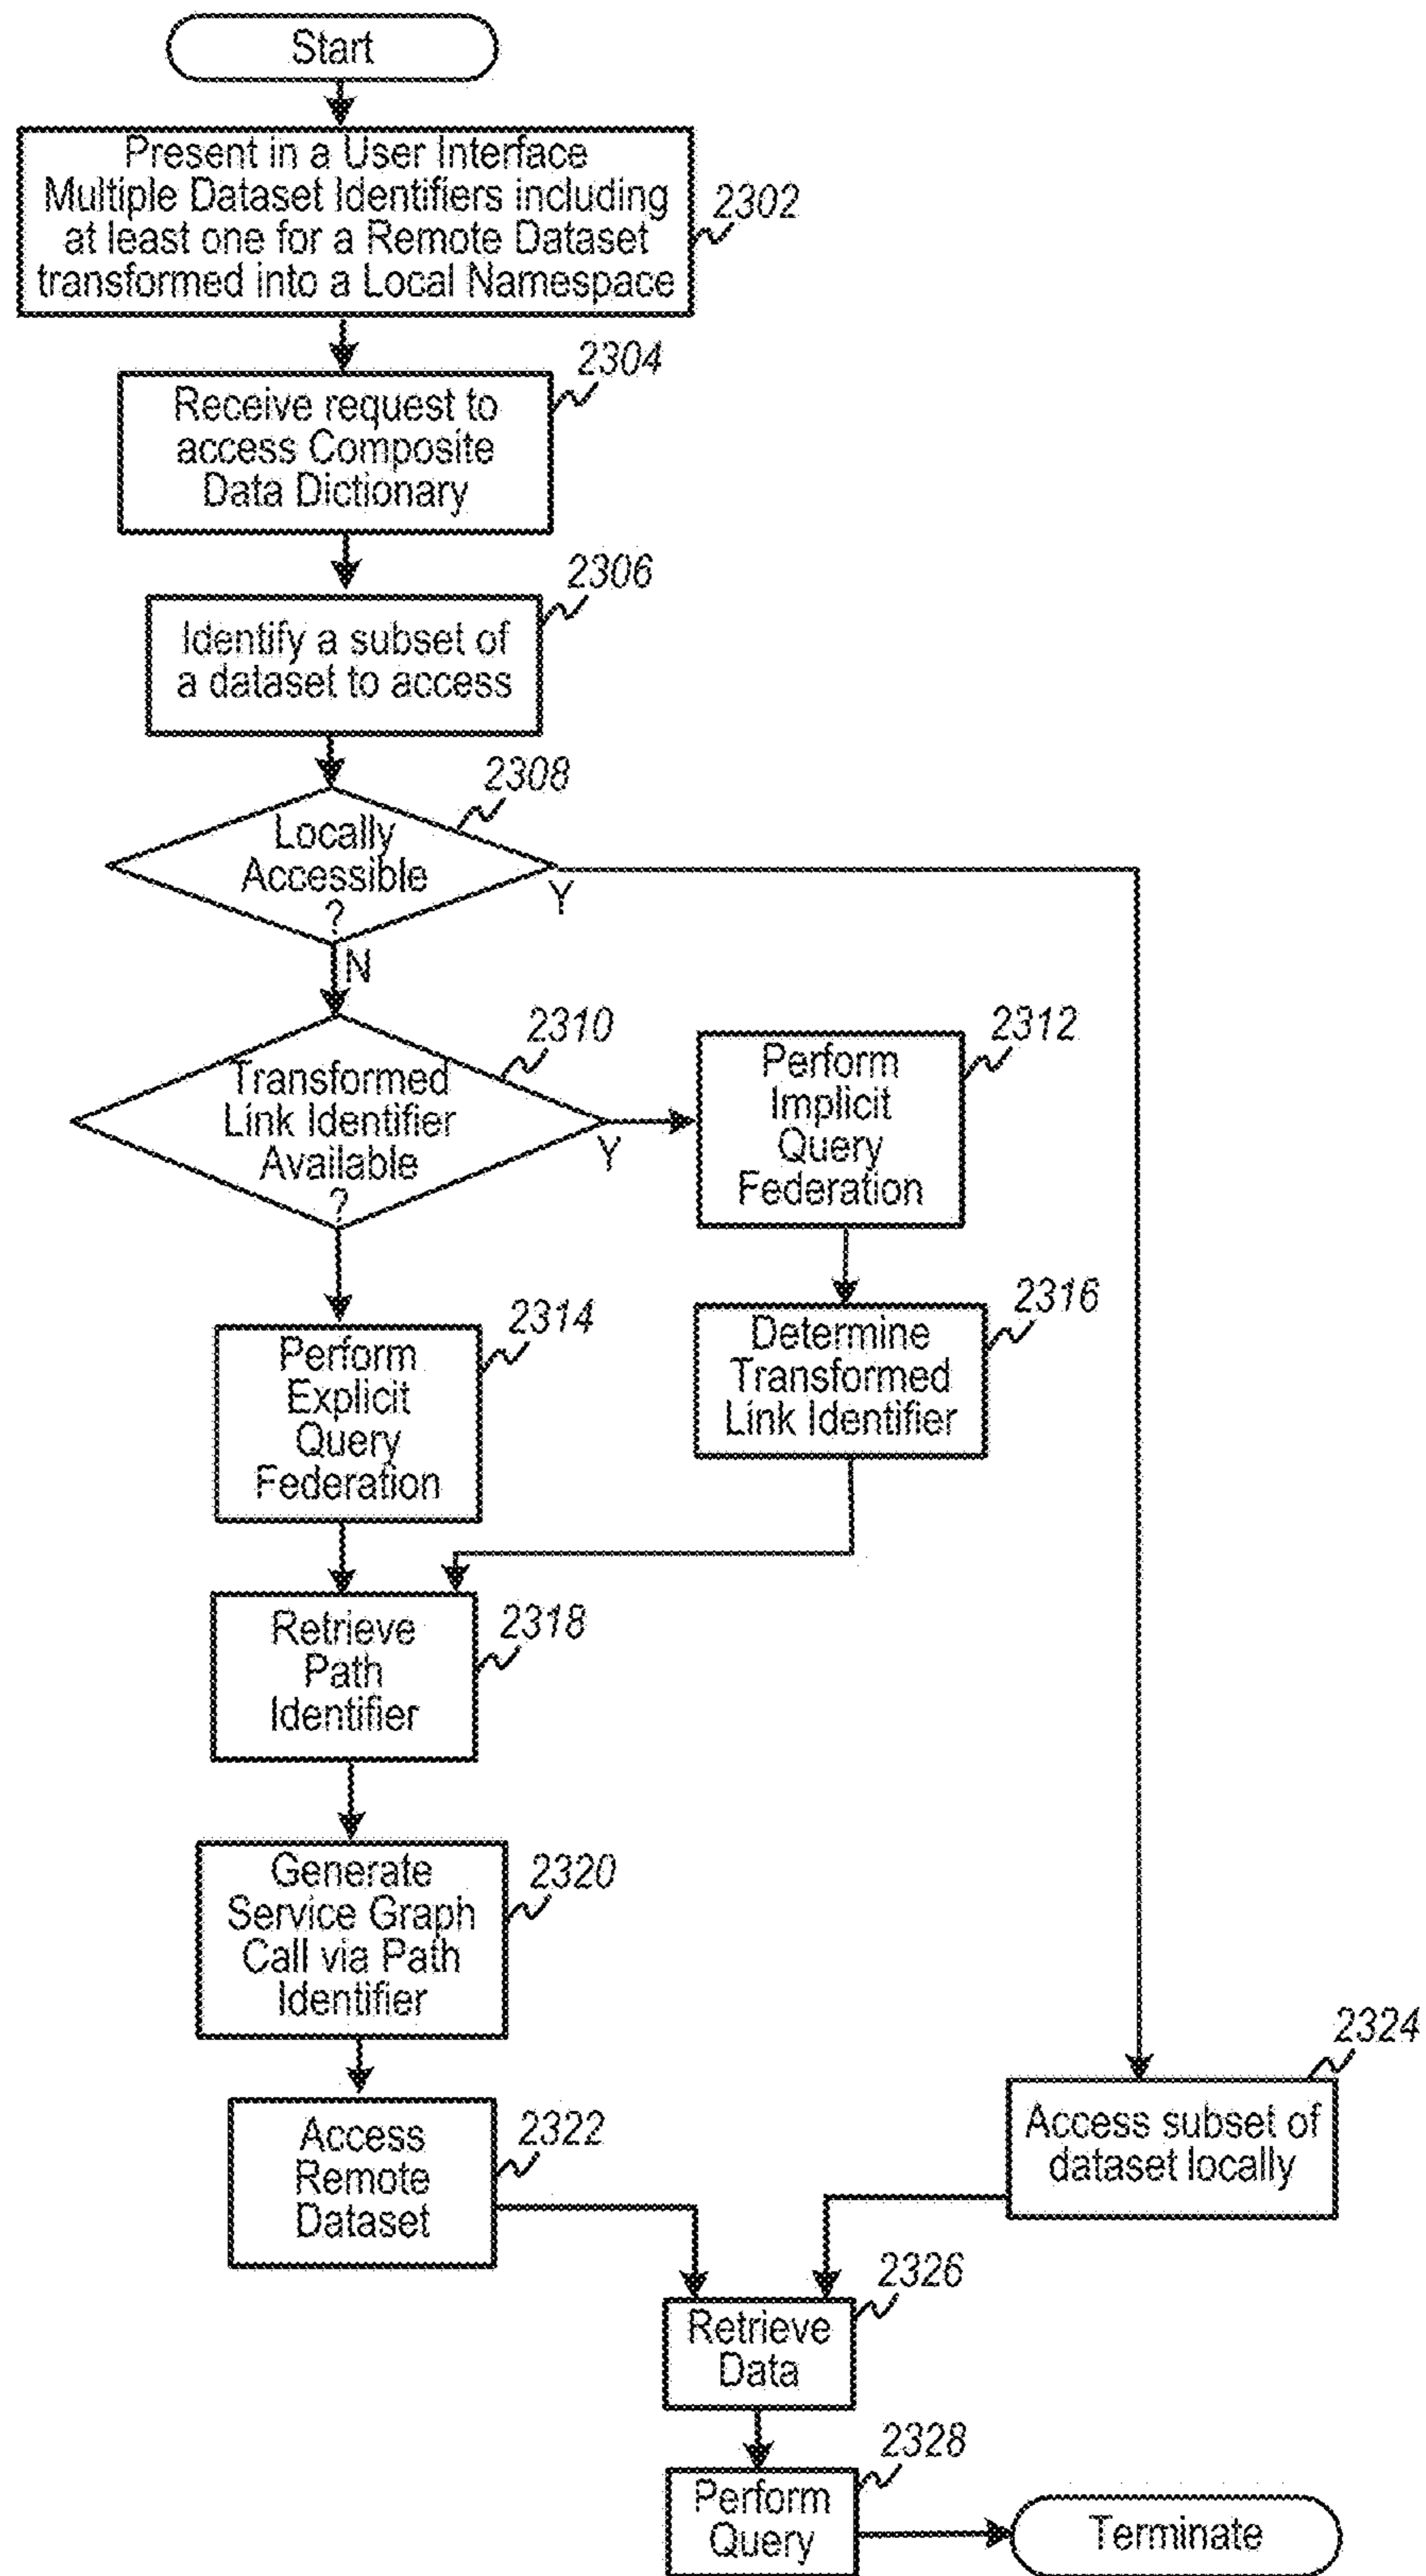 Start
Present in a User Interface
Multiple Dataset Identifiers including
at least one for a Remote Dataset
transformed into a Local Namespace
2302
2304
Receive request to
access Composite
Data Dictionary
2306
Identify a subset of
a dataset to access
2308
Locally
Accessible
?
Y
N
2310
Transformed
Link Identifier
Available
?
Y
2312
Perform
Implicit
Query
Federation
2314
Perform
Explicit
Query
Federation
2316
Determine
Transformed
Link Identifier
2318
Retrieve
Path
Identifier
2320
Generate
Service Graph
Call via Path
Identifier
2322
Access
Remote
Dataset
2324
Access subset of
dataset locally
2326
Retrieve
Data
2328
Perform
Query
Terminate